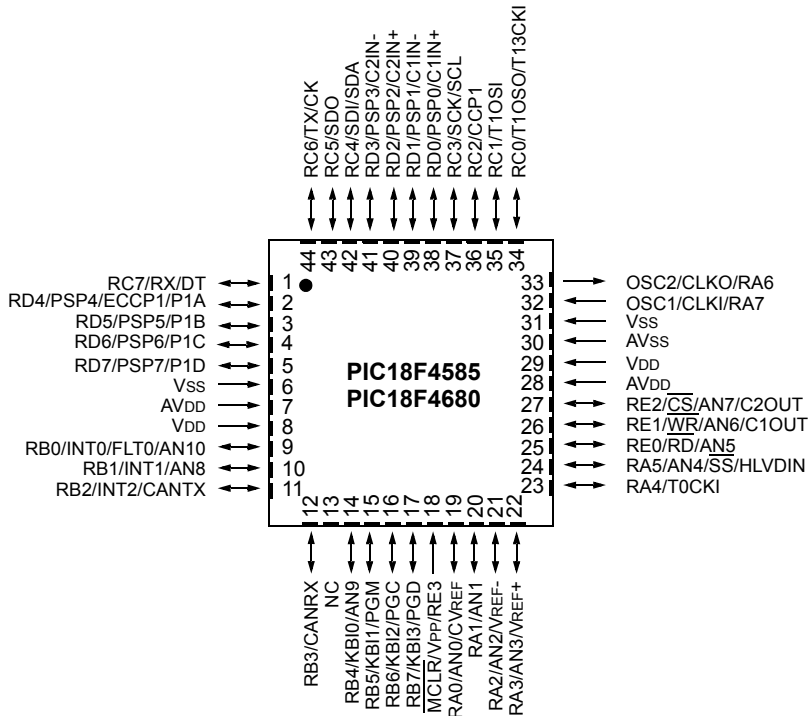 RC6/TX/CK
RC5/SDO
RC4/SDI/SDA
RD3/PSP3/C2IN-
RD2/PSP2/C2IN+
RD1/PSP1/C1IN-
RD0/PSP0/C1IN+
RC3/SCK/SCL
RC2/CCP1
RC1/T1OSI
RC0/T1OSO/T13CKI
44
43
42
41
40
39
38
37
36
35
34
RC7/RX/DT 1
RD4/PSP4/ECCP1/P1A 2
RD5/PSP5/P1B 3
RD6/PSP6/P1C 4
RD7/PSP7/P1D 5
VSS 6
AVDD 7
VDD 8
RB0/INT0/FLT0/AN10 9
RB1/INT1/AN8 10
RB2/INT2/CANTX 11
PIC18F4585
PIC18F4680
33 OSC2/CLKO/RA6
32 OSC1/CLKI/RA7
31 VSS
30 AVSS
29 VDD
28 AVDD
27 RE2/CS/AN7/C2OUT
26 RE1/WR/AN6/C1OUT
25 RE0/RD/AN5
24 RA5/AN4/SS/HLVDIN
23 RA4/T0CKI
12
13
14
15
16
17
18
19
20
21
22
RB3/CANRX
NC
RB4/KBI0/AN9
RB5/KBI1/PGM
RB6/KBI2/PGC
RB7/KBI3/PGD
MCLR/VPP/RE3
RA0/AN0/CVREF
RA1/AN1
RA2/AN2/VREF-
RA3/AN3/VREF+